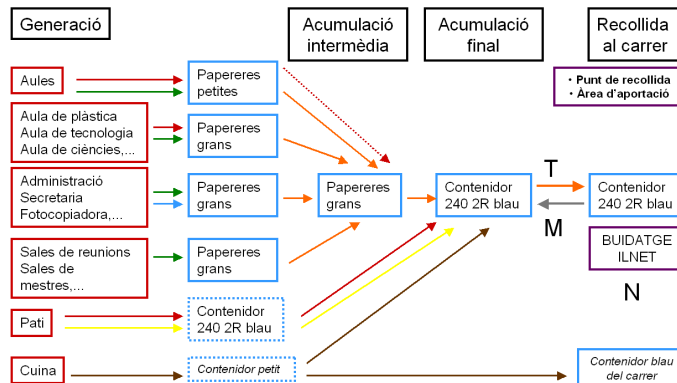 Generació
Acumulació
intermèdia
Acumulació
final
Recollida
al carrer
Aules
Papereres
petites
• Punt de recollida
• Àrea d'aportació
Aula de plàstica
Aula de tecnologia
Aula de ciències,...
Papereres
grans
Administració
Secretaria
Fotocopiadora,...
Papereres
grans
Papereres
grans
Contenidor
240 2R blau
T
M
Contenidor
240 2R blau
Sales de reunions
Sales de
mestres,...
Papereres
grans
BUIDATGE
ILNET
N
Pati
Contenidor
240 2R blau
Cuina
Contenidor petit
Contenidor blau
del carrer